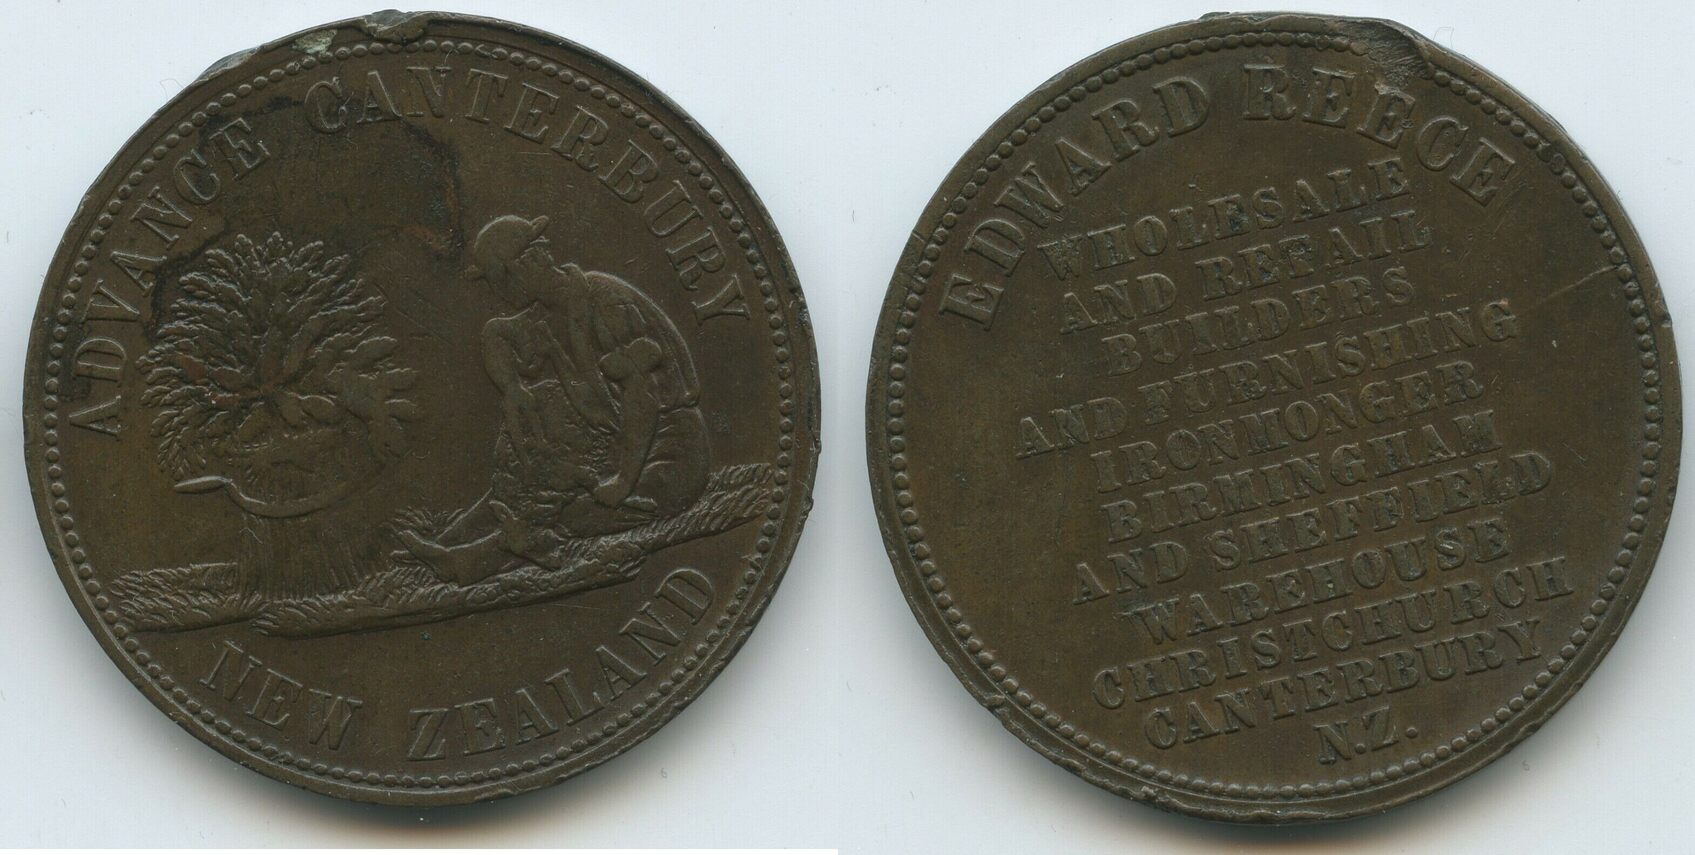 ADVANCE CANTERBURY
NEW ZEALAND
EDWARD REECE
WHOLESALE
AND RETAIL
BUILDERS
AND FURNISHING
IRONMONGER
BIRMINGHAM
AND SHEFFIELD
WAREHOUSE
CHRISTCHURCH
CANTERBURY
N.Z.